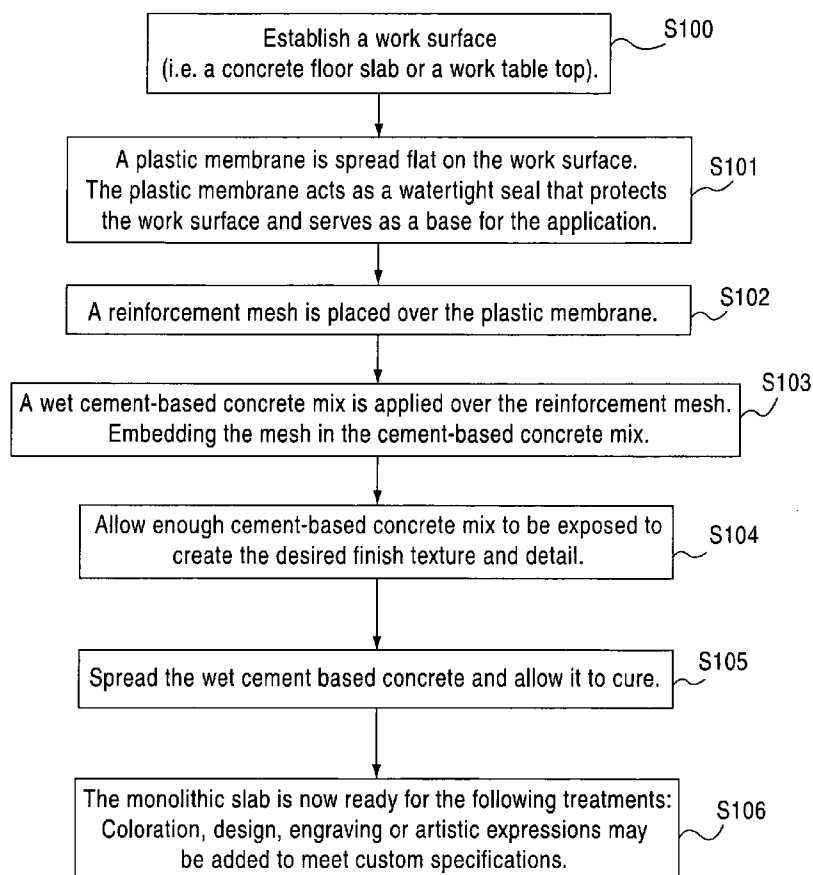 Establish a work surface
(i.e. a concrete floor slab or a work table top).
S100
A plastic membrane is spread flat on the work surface.
The plastic membrane acts as a watertight seal that protects
the work surface and serves as a base for the application.
S101
A reinforcement mesh is placed over the plastic membrane.
S102
A wet cement-based concrete mix is applied over the reinforcement mesh.
Embedding the mesh in the cement-based concrete mix.
S103
Allow enough cement-based concrete mix to be exposed to
create the desired finish texture and detail.
S104
Spread the wet cement based concrete and allow it to cure.
S105
The monolithic slab is now ready for the following treatments:
Coloration, design, engraving or artistic expressions may
be added to meet custom specifications.
S106